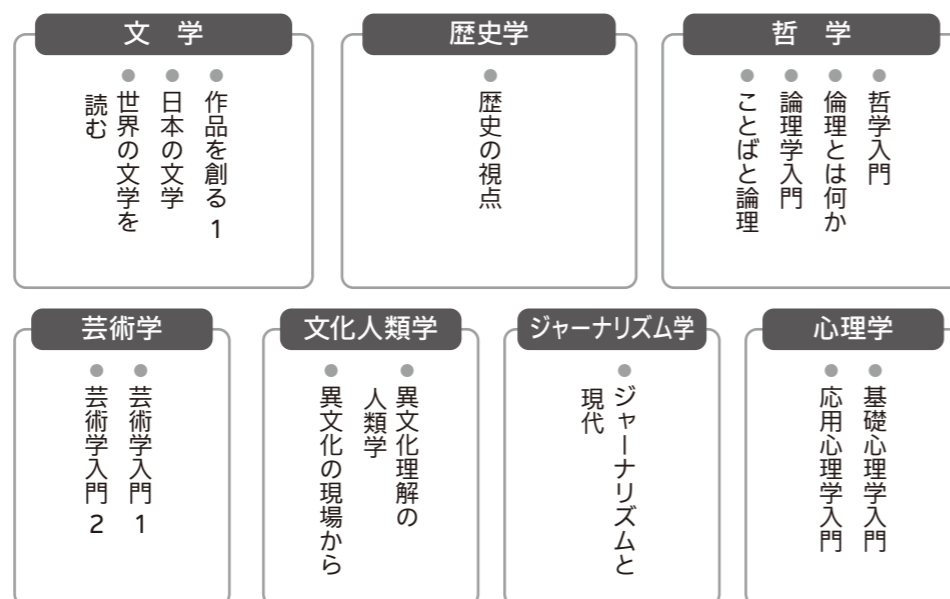 文 学
作品を創る 1
日本の文学
世界の文学を
読む
歴史学
歴史の視点
哲 学
哲学入門
倫理とは何か
論理学入門
ことばと論理
芸術学
芸術学入門 1
芸術学入門 2
文化人類学
異文化理解の
人類学
異文化の現場から
ジャーナリズム学
ジャーナリズムと
現代
心理学
基礎心理学入門
応用心理学入門